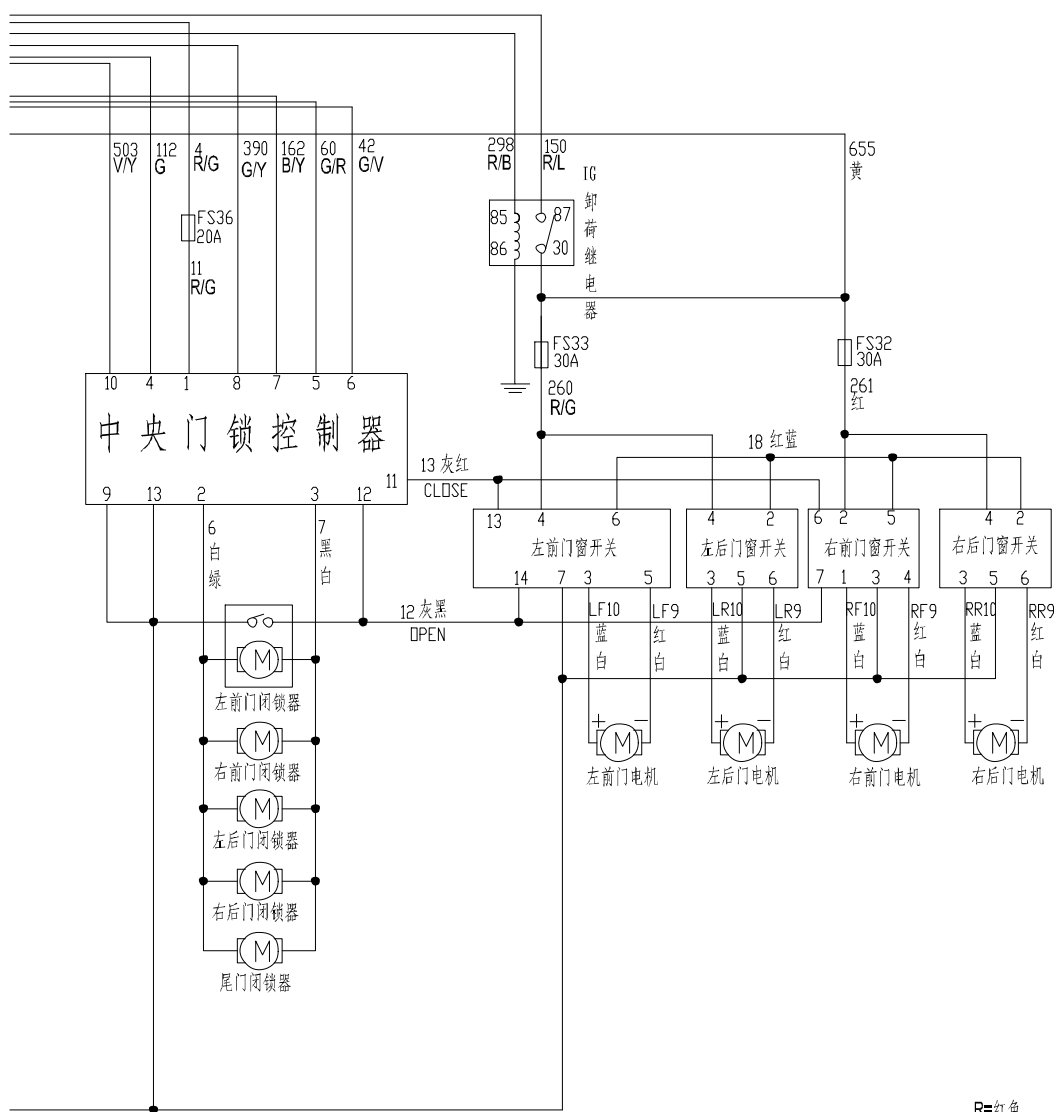 503 112 4 390 162 60 42 298 150 655
V/Y G R/G G/Y B/Y G/R G/V R/B R/L 黄
IG卸荷继电器
85 87
86 30
FS36
20A
11
R/G
FS33
30A
FS32
30A
260
R/G
261
红
10 4 1 8 7 5 6
中央门锁控制器
11
9 13 2 3 12
13 灰红
CLOSE
18 红蓝
13 4 6
左前门窗开关
14 7 3 5
4 2
左后门窗开关
3 5 6
6 2 5
右前门窗开关
7 1 3 4
4 2
右后门窗开关
3 5 6
6
白绿
7
黑白
12 灰黑
OPEN
LF10 蓝白
LF9 红白
LR10 蓝白
LR9 红白
RF10 蓝白
RF9 红白
RR10 蓝白
RR9 红白
M
左前门闭锁器
M
右前门闭锁器
M
左后门闭锁器
M
右后门闭锁器
M
尾门闭锁器
+ M −
左前门电机
+ M −
左后门电机
+ M −
右前门电机
+ M −
右后门电机
R=红色